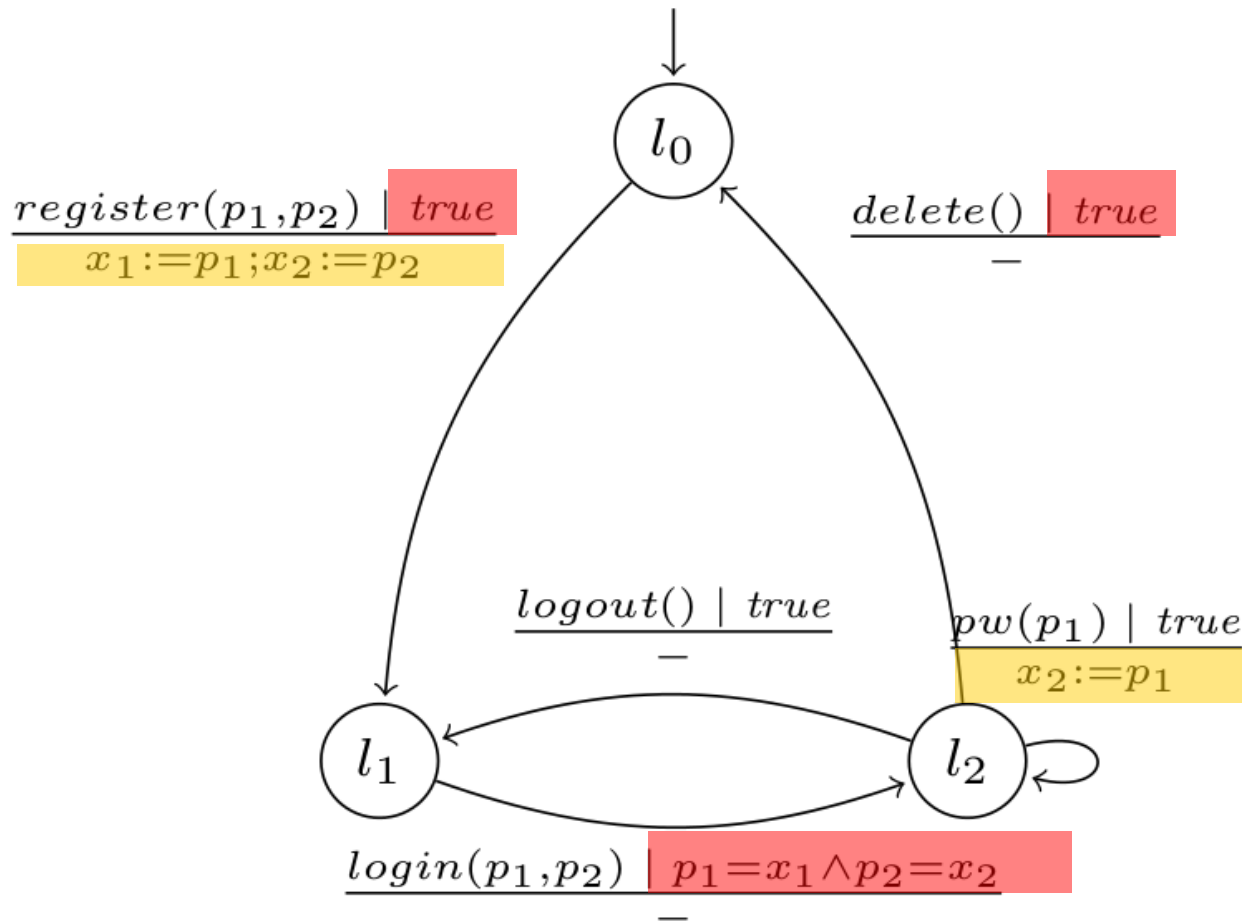 l₀
register(p₁,p₂) | true
x₁:=p₁;x₂:=p₂
delete() | true
−
logout() | true
−
pw(p₁) | true
x₂:=p₁
l₁
l₂
login(p₁,p₂) | p₁=x₁∧p₂=x₂
−